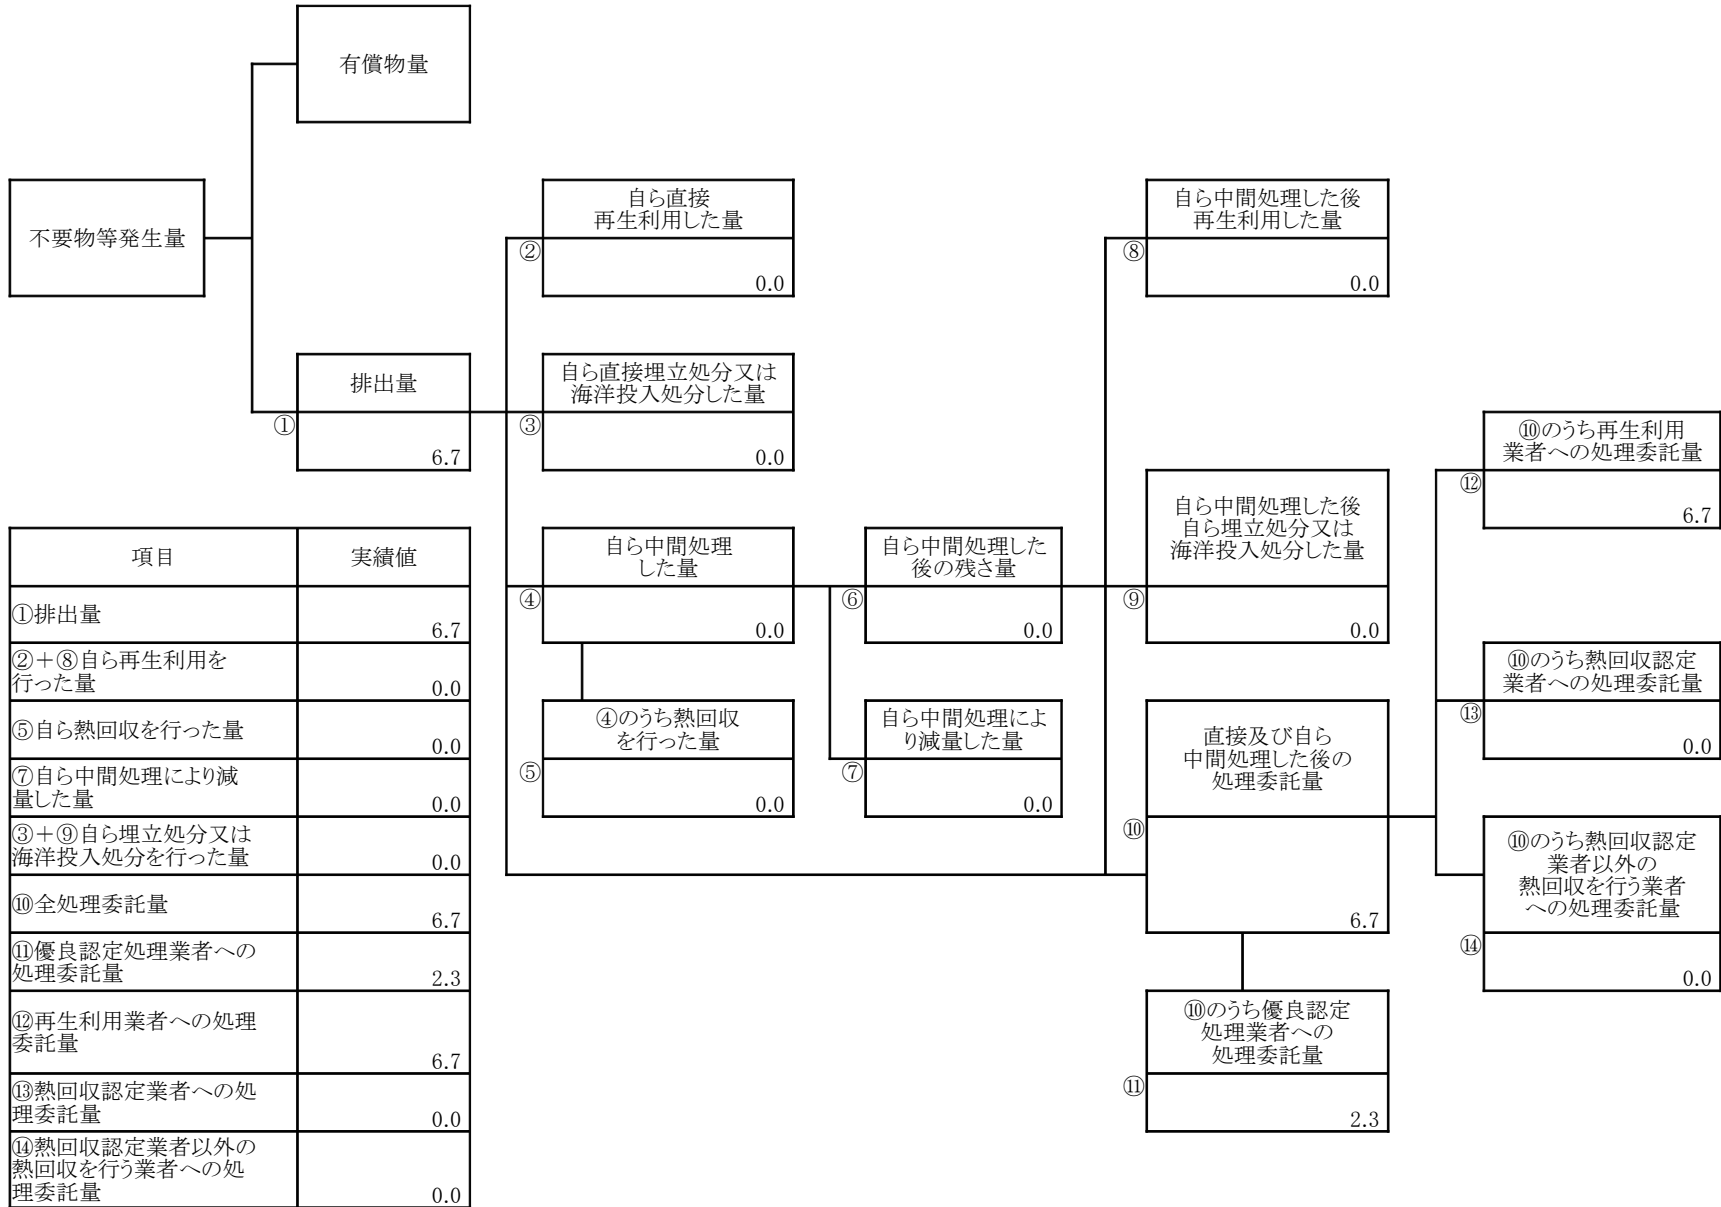 有償物量
不要物等発生量
自ら直接
再生利用した量
②
0.0
自ら中間処理した後
再生利用した量
⑧
0.0
排出量
①
6.7
自ら直接埋立処分又は
海洋投入処分した量
③
0.0
⑩のうち再生利用
業者への処理委託量
⑫
6.7
自ら中間処理
した量
④
0.0
自ら中間処理した
後の残さ量
⑥
0.0
自ら中間処理した後
自ら埋立処分又は
海洋投入処分した量
⑨
0.0
⑩のうち熱回収認定
業者への処理委託量
⑬
0.0
④のうち熱回収
を行った量
⑤
0.0
自ら中間処理によ
り減量した量
⑦
0.0
直接及び自ら
中間処理した後の
処理委託量
⑩
6.7
⑩のうち熱回収認定
業者以外の
熱回収を行う業者
への処理委託量
⑭
0.0
⑩のうち優良認定
処理業者への
処理委託量
⑪
2.3
項目
実績値
①排出量
6.7
②+⑧自ら再生利用を
行った量
0.0
⑤自ら熱回収を行った量
0.0
⑦自ら中間処理により減
量した量
0.0
③+⑨自ら埋立処分又は
海洋投入処分を行った量
0.0
⑩全処理委託量
6.7
⑪優良認定処理業者への
処理委託量
2.3
⑫再生利用業者への処理
委託量
6.7
⑬熱回収認定業者への処
理委託量
0.0
⑭熱回収認定業者以外の
熱回収を行う業者への処
理委託量
0.0